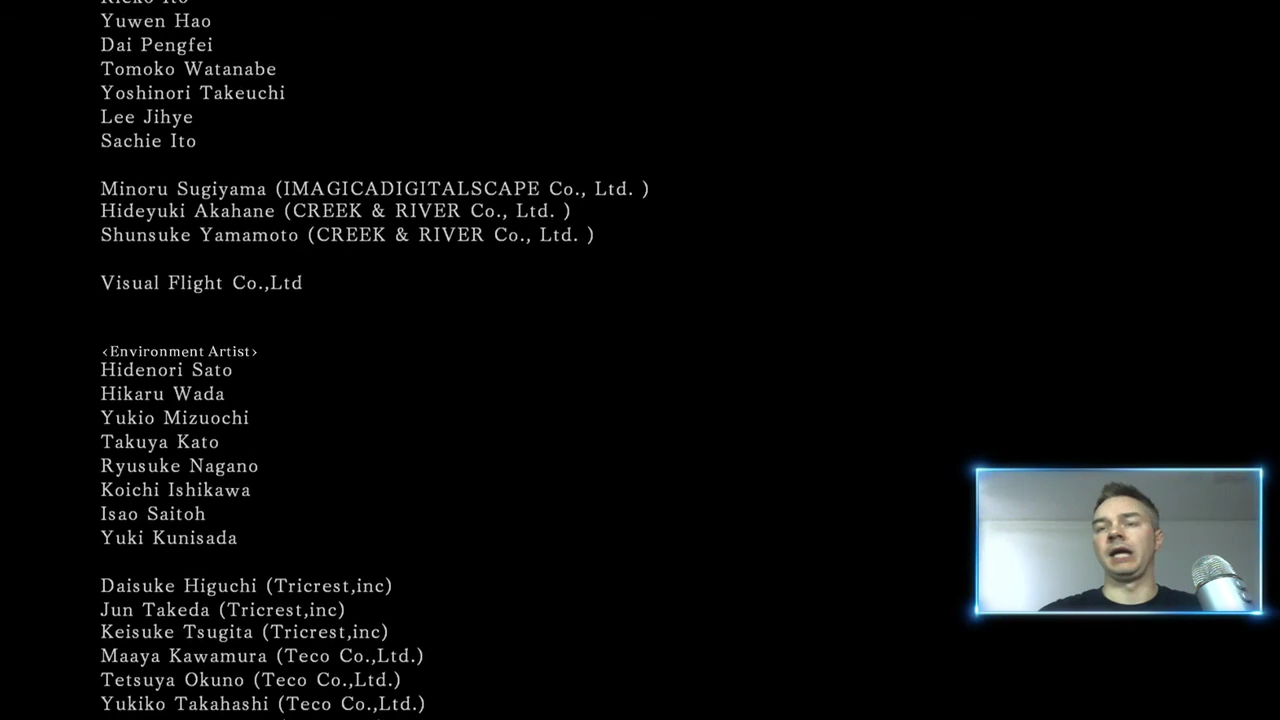 Yuwen Hao
Dai Pengfei
Tomoko Watanabe
Yoshinori Takeuchi
Lee Jihye
Sachie Ito
Minoru Sugiyama (IMAGICADIGITALSCAPE Co., Ltd. )
Hideyuki Akahane (CREEK & RIVER Co., Ltd. )
Shunsuke Yamamoto (CREEK & RIVER Co., Ltd. )
Visual Flight Co.,Ltd
<Environment Artist>
Hidenori Sato
Hikaru Wada
Yukio Mizuochi
Takuya Kato
Ryusuke Nagano
Koichi Ishikawa
Isao Saitoh
Yuki Kunisada
Daisuke Higuchi (Tricrest,inc)
Jun Takeda (Tricrest,inc)
Keisuke Tsugita (Tricrest,inc)
Maaya Kawamura (Teco Co.,Ltd.)
Tetsuya Okuno (Teco Co.,Ltd.)
Yukiko Takahashi (Teco Co.,Ltd.)